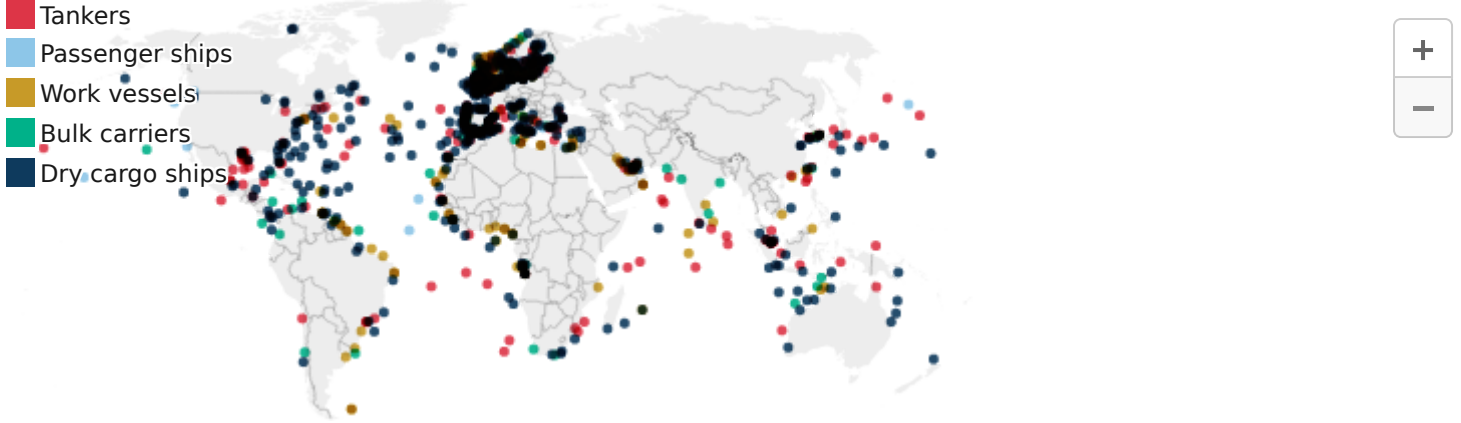 Tankers
Passenger ships
Work vessels
Bulk carriers
Dry cargo ships
+
−